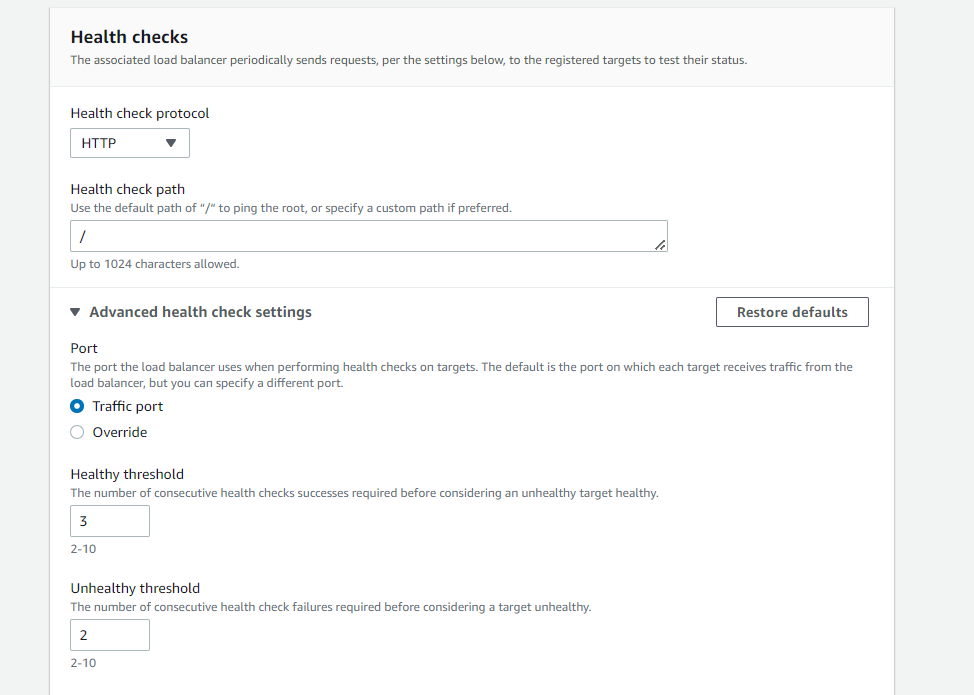 Health checks
The associated load balancer periodically sends requests, per the settings below, to the registered targets to test their status.
Health check protocol
HTTP
Health check path
Use the default path of “/“ to ping the root, or specify a custom path if preferred.
/
Up to 1024 characters allowed.
Advanced health check settings
Restore defaults
Port
The port the load balancer uses when performing health checks on targets. The default is the port on which each target receives traffic from the
load balancer, but you can specify a different port.
Traffic port
Override
Healthy threshold
The number of consecutive health checks successes required before considering an unhealthy target healthy.
3
2-10
Unhealthy threshold
The number of consecutive health check failures required before considering a target unhealthy.
2
2-10